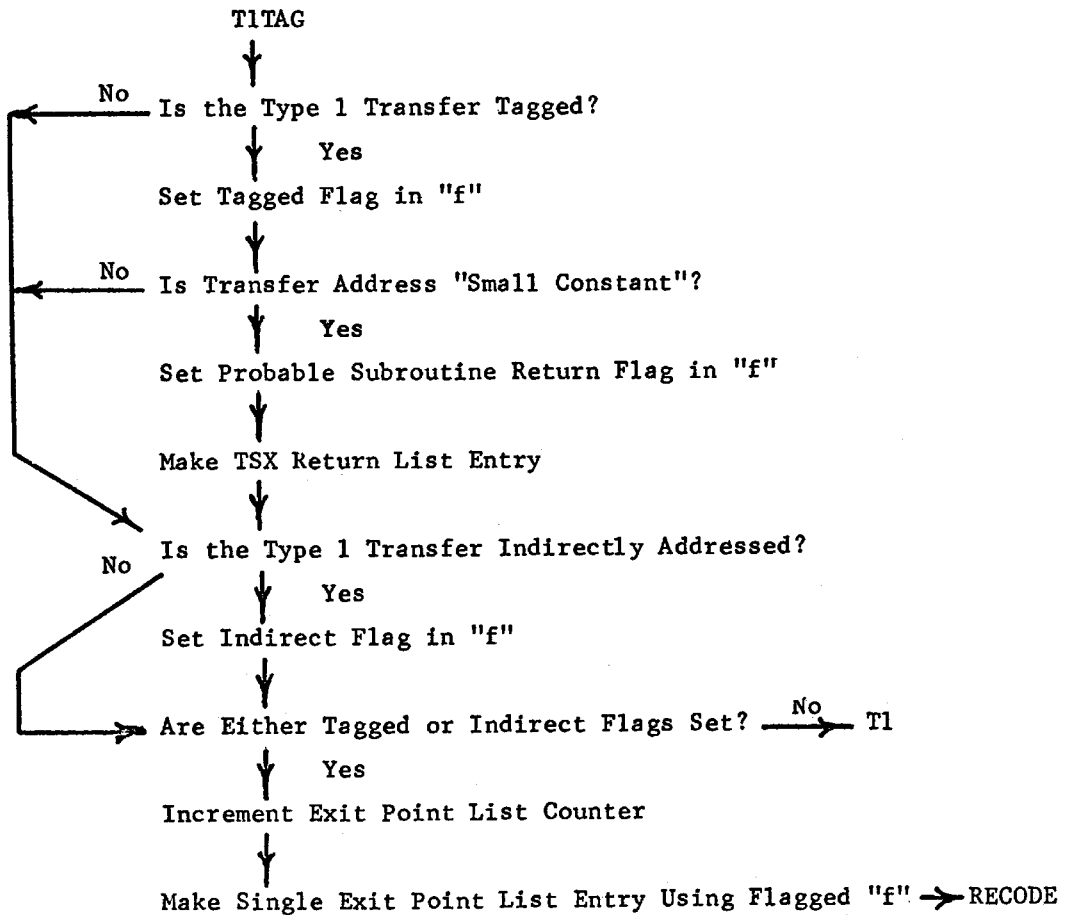 T1TAG
No
Is the Type 1 Transfer Tagged?
Yes
Set Tagged Flag in "f"
No
Is Transfer Address "Small Constant"?
Yes
Set Probable Subroutine Return Flag in "f"
Make TSX Return List Entry
Is the Type 1 Transfer Indirectly Addressed?
No
Yes
Set Indirect Flag in "f"
Are Either Tagged or Indirect Flags Set?
No
T1
Yes
Increment Exit Point List Counter
Make Single Exit Point List Entry Using Flagged "f"
RECODE